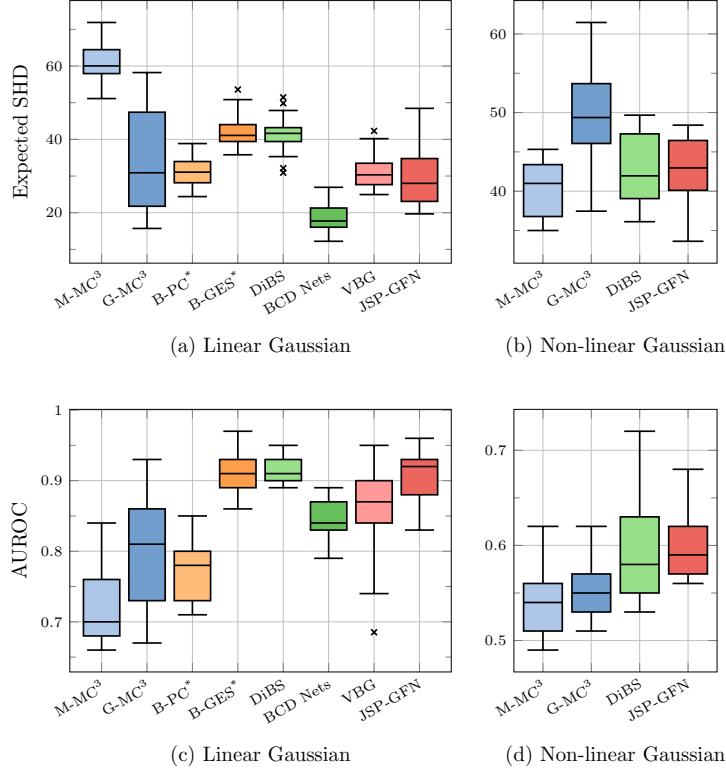 Expected SHD
60
40
20
M-MC³
G-MC³
B-PC*
B-GES*
DiBS
BCD Nets
VBG
JSP-GFN
(a) Linear Gaussian
60
50
40
M-MC³
G-MC³
DiBS
JSP-GFN
(b) Non-linear Gaussian
AUROC
1
0.9
0.8
0.7
M-MC³
G-MC³
B-PC*
B-GES*
DiBS
BCD Nets
VBG
JSP-GFN
(c) Linear Gaussian
0.7
0.6
0.5
M-MC³
G-MC³
DiBS
JSP-GFN
(d) Non-linear Gaussian